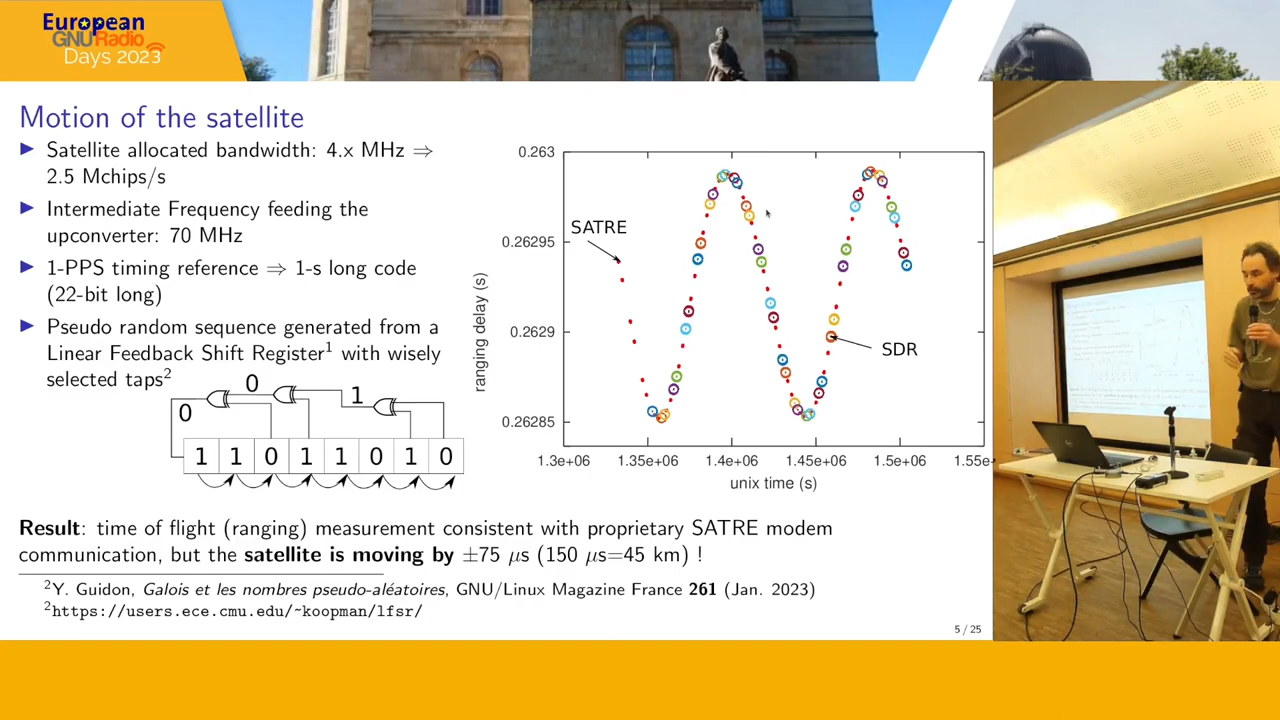 European
GNURadio
Days 2023
Motion of the satellite
Satellite allocated bandwidth: 4.x MHz ⇒
2.5 Mchips/s
Intermediate Frequency feeding the
upconverter: 70 MHz
1-PPS timing reference ⇒ 1-s long code
(22-bit long)
Pseudo random sequence generated from a
Linear Feedback Shift Register¹ with wisely
selected taps²
0
0
1
1 1 0 1 1 0 1 0
0.263
0.26295
0.2629
0.26285
ranging delay (s)
SATRE
SDR
1.3e+06 1.35e+06 1.4e+06 1.45e+06 1.5e+06 1.55e-
unix time (s)
Result: time of flight (ranging) measurement consistent with proprietary SATRE modem
communication, but the satellite is moving by ±75 μs (150 μs=45 km) !
²Y. Guidon, Galois et les nombres pseudo-aléatoires, GNU/Linux Magazine France 261 (Jan. 2023)
²https://users.ece.cmu.edu/~koopman/lfsr/
5 / 25